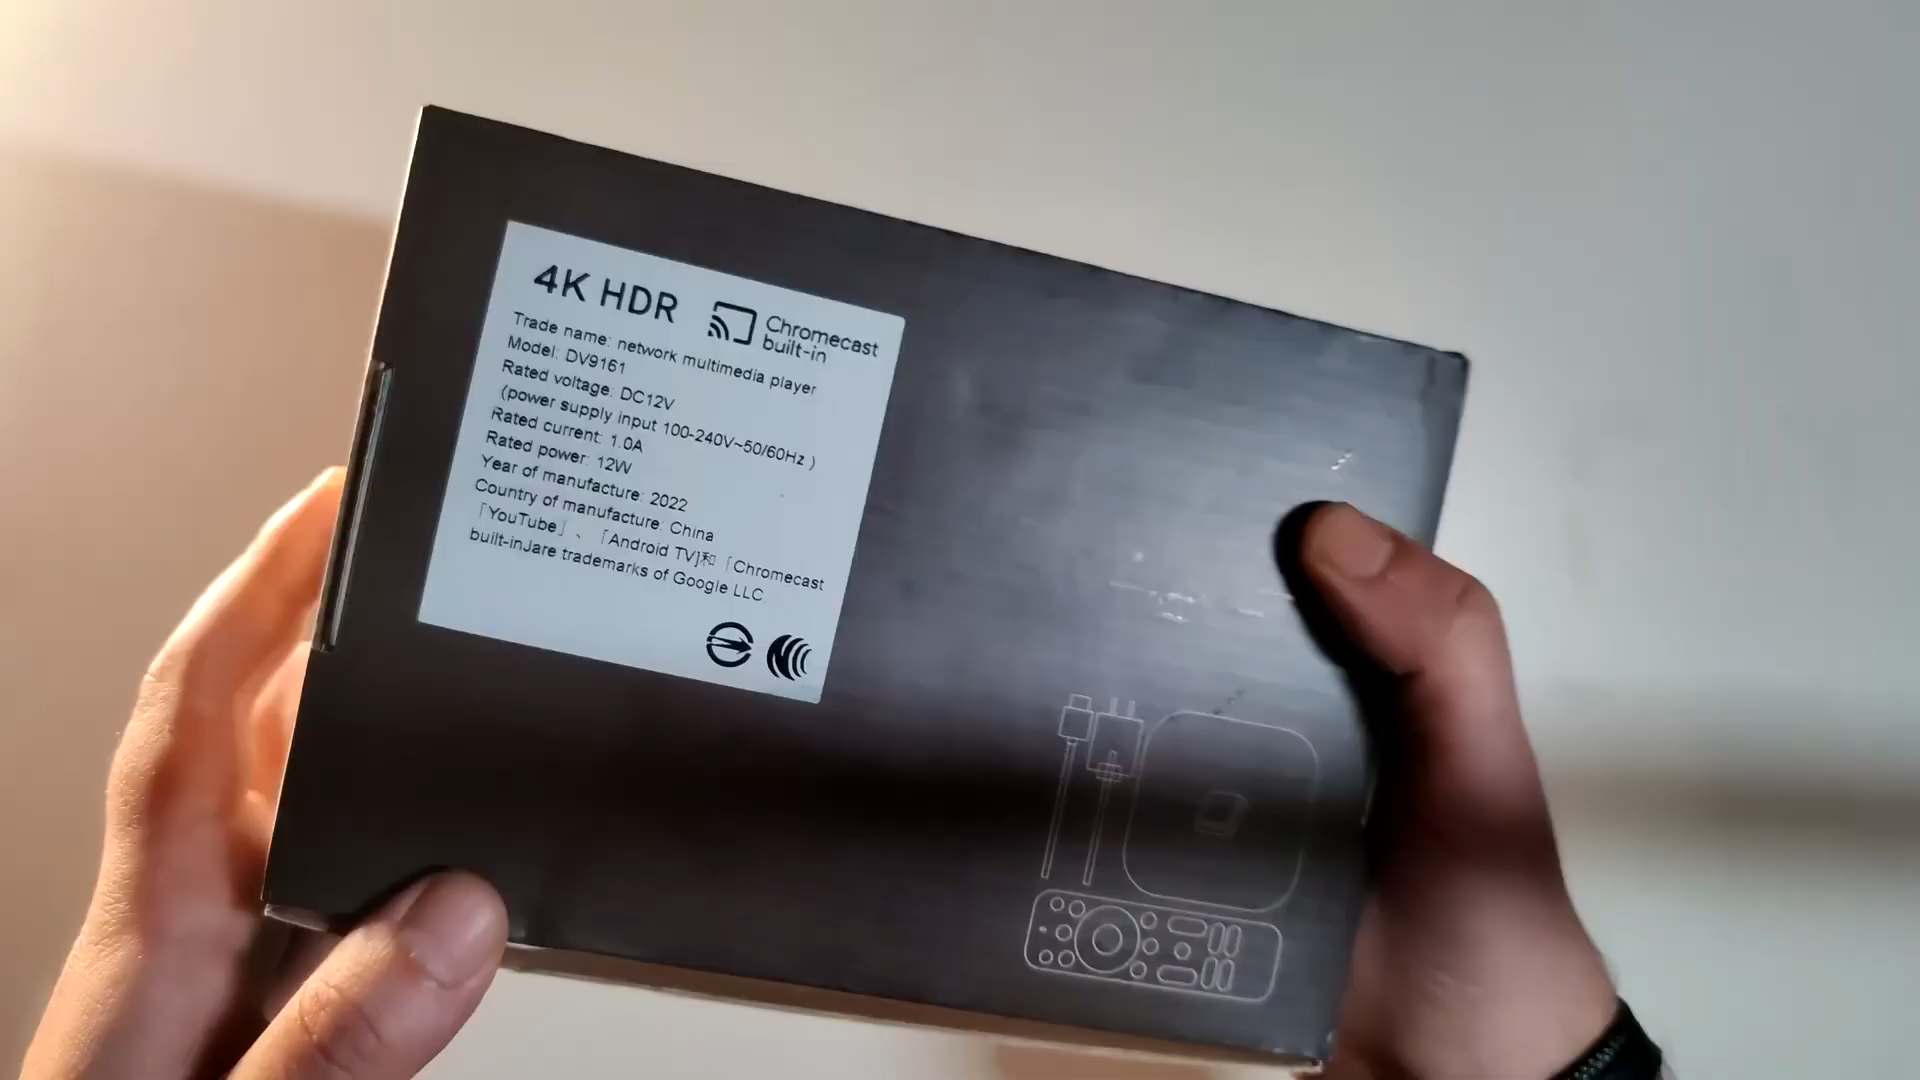 4K HDR
Chromecast
built-in
Trade name: network multimedia player
Model: DV9161
Rated voltage: DC12V
(power supply input 100-240V~50/60Hz )
Rated current: 1.0A
Rated power: 12W
Year of manufacture: 2022
Country of manufacture: China
「YouTube」、「Android TV]和「Chromecast
built-in⅃are trademarks of Google LLC